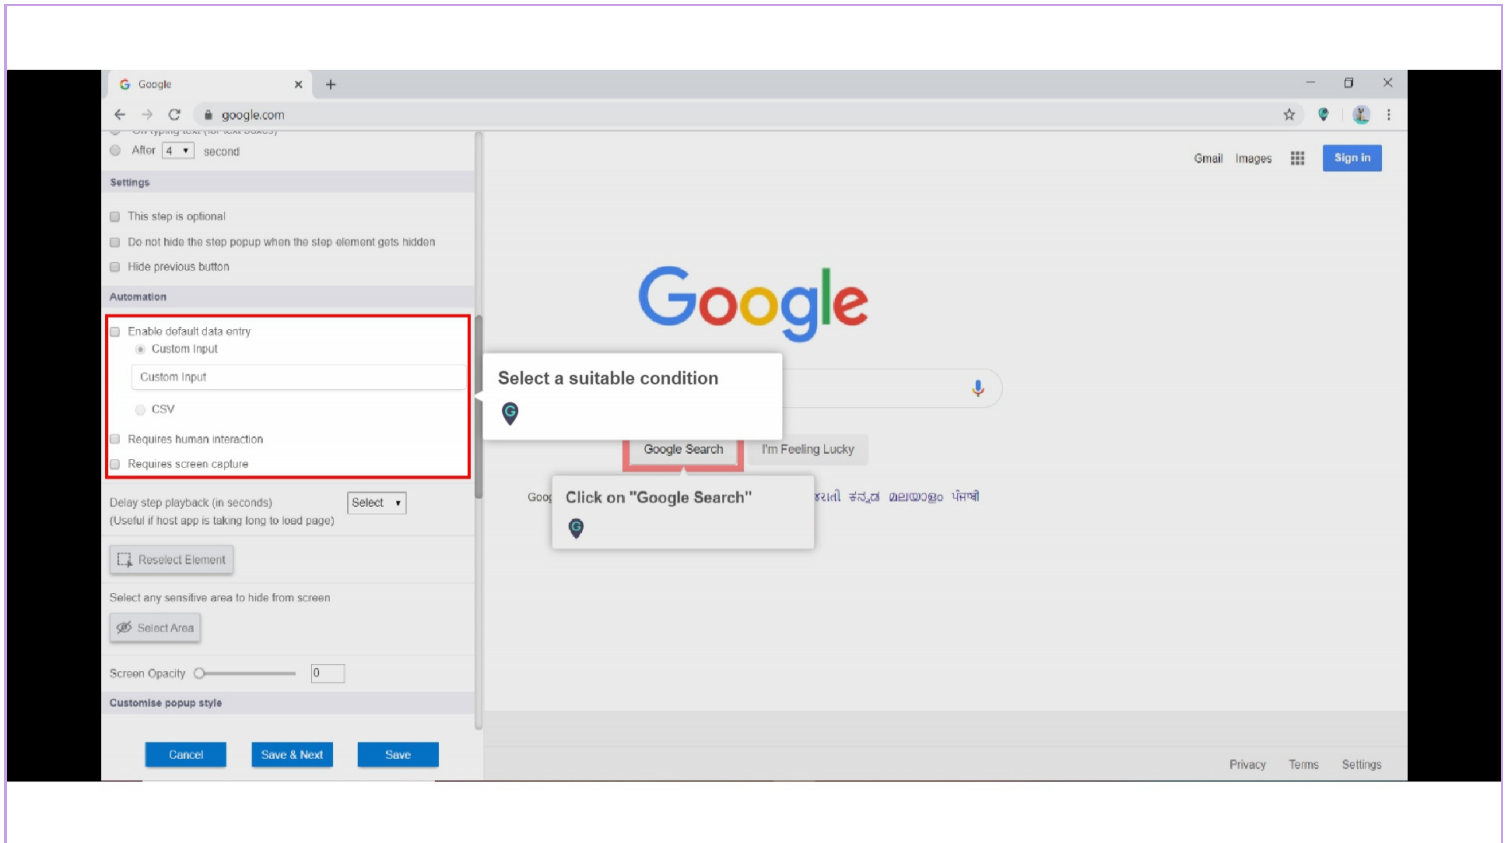 Google
google.com
After 4 second
Settings
This step is optional
Do not hide the step popup when the step element gets hidden
Hide previous button
Automation
Enable default data entry
Custom Input
Custom Input
CSV
Requires human interaction
Requires screen capture
Delay step playback (in seconds) Select
(Useful if host app is taking long to load page)
Reselect Element
Select any sensitive area to hide from screen
Select Area
Screen Opacity 0
Customise popup style
Cancel Save & Next Save
Gmail Images Sign in
Google
Select a suitable condition
Google Search I'm Feeling Lucky
Click on "Google Search"
ಕನ್ನಡ മലയാളം ਪੰਜਾਬੀ
Privacy Terms Settings